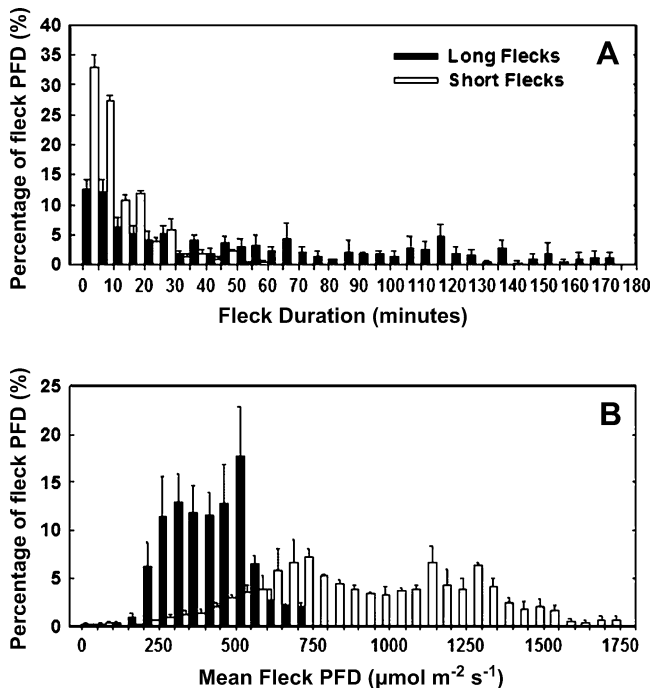 Percentage of fleck PFD (%)
40
35
30
25
20
15
10
5
0
Long Flecks
Short Flecks
A
0 10 20 30 40 50 60 70 80 90 100 110 120 130 140 150 160 170 180
Fleck Duration (minutes)
Percentage of fleck PFD (%)
25
20
15
10
5
0
B
0 250 500 750 1000 1250 1500 1750
Mean Fleck PFD (μmol m-2 s-1)